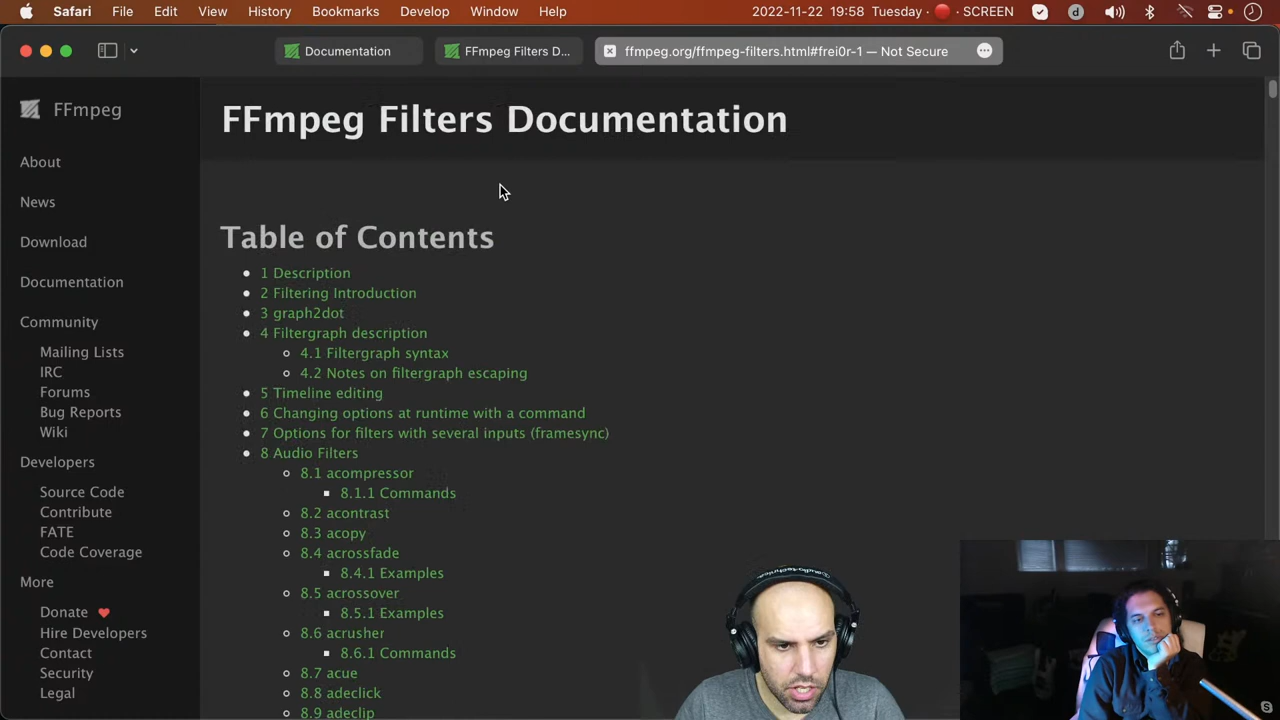 Safari File Edit View History Bookmarks Develop Window Help 2022-11-22 19:58 Tuesday SCREEN
Documentation FFmpeg Filters D... ffmpeg.org/ffmpeg-filters.html#frei0r-1 — Not Secure
FFmpeg
About
News
Download
Documentation
Community
Mailing Lists
IRC
Forums
Bug Reports
Wiki
Developers
Source Code
Contribute
FATE
Code Coverage
More
Donate
Hire Developers
Contact
Security
Legal
FFmpeg Filters Documentation
Table of Contents
1 Description
2 Filtering Introduction
3 graph2dot
4 Filtergraph description
4.1 Filtergraph syntax
4.2 Notes on filtergraph escaping
5 Timeline editing
6 Changing options at runtime with a command
7 Options for filters with several inputs (framesync)
8 Audio Filters
8.1 acompressor
8.1.1 Commands
8.2 acontrast
8.3 acopy
8.4 acrossfade
8.4.1 Examples
8.5 acrossover
8.5.1 Examples
8.6 acrusher
8.6.1 Commands
8.7 acue
8.8 adeclick
8.9 adeclip